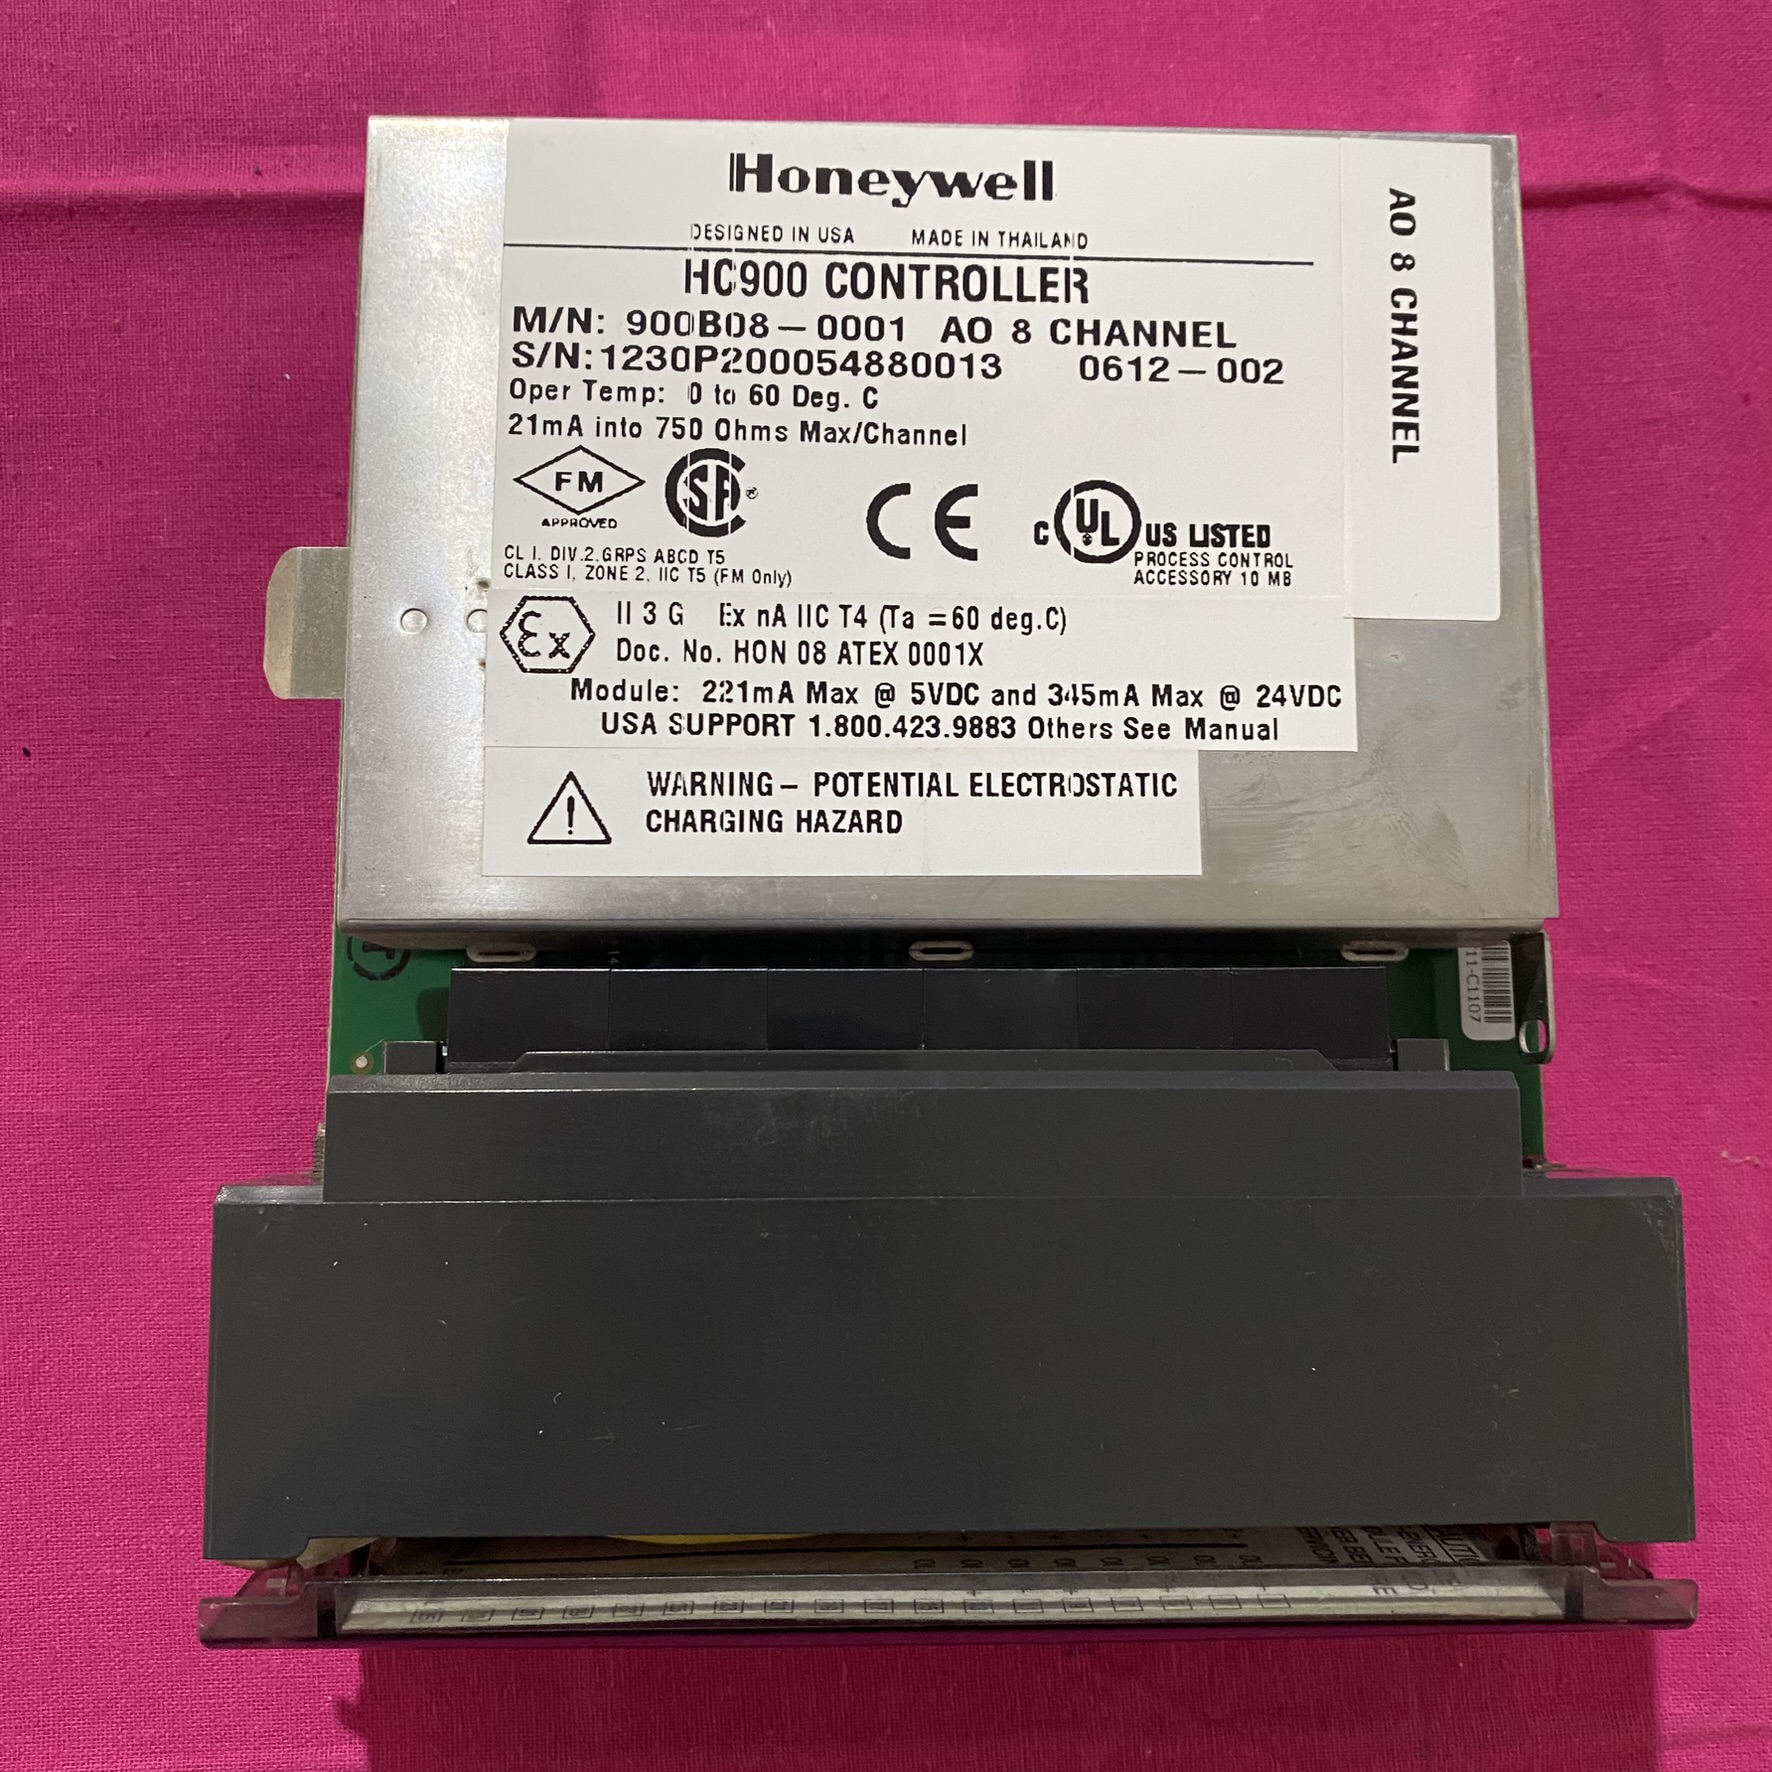 Honeywell
DESIGNED IN USA MADE IN THAILAND
HC900 CONTROLLER
M/N: 900B08-0001 AO 8 CHANNEL
S/N:1230P200054880013 0612-002
Oper Temp: 0 to 60 Deg. C
21mA into 750 Ohms Max/Channel
FM
APPROVED
CL I. DIV.2.GRPS ABCD T5
CLASS I, ZONE 2, IIC T5 (FM Only)
CE
C UL US LISTED
PROCESS CONTROL
ACCESSORY 10 MB
Ex II 3 G Ex nA IIC T4 (Ta =60 deg.C)
Doc. No. HON 08 ATEX 0001X
Module: 221mA Max @ 5VDC and 345mA Max @ 24VDC
USA SUPPORT 1.800.423.9883 Others See Manual
WARNING- POTENTIAL ELECTROSTATIC
CHARGING HAZARD
AO 8 CHANNEL
11-C1107